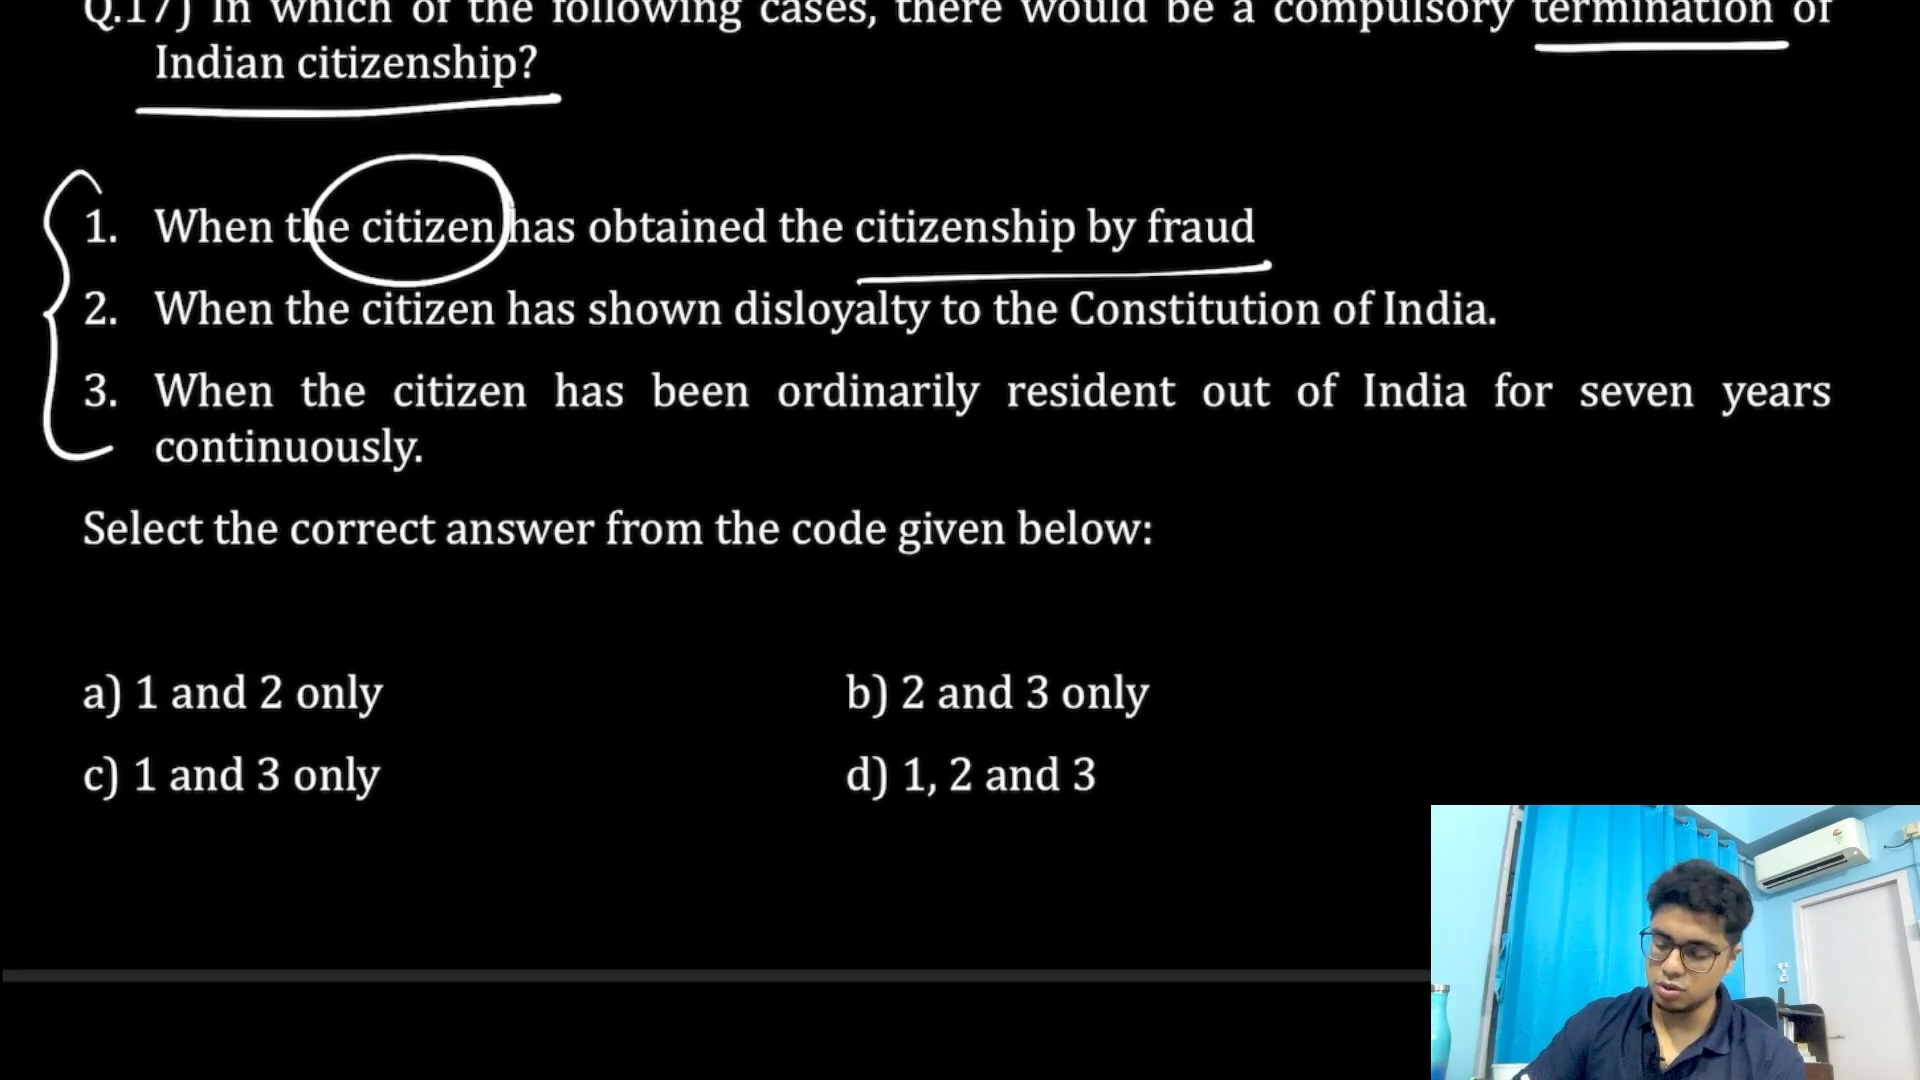 Q.17) In which of the following cases, there would be a compulsory termination of
Indian citizenship?
1. When the citizen has obtained the citizenship by fraud
2. When the citizen has shown disloyalty to the Constitution of India.
3. When the citizen has been ordinarily resident out of India for seven years
continuously.
Select the correct answer from the code given below:
a) 1 and 2 only
b) 2 and 3 only
c) 1 and 3 only
d) 1, 2 and 3